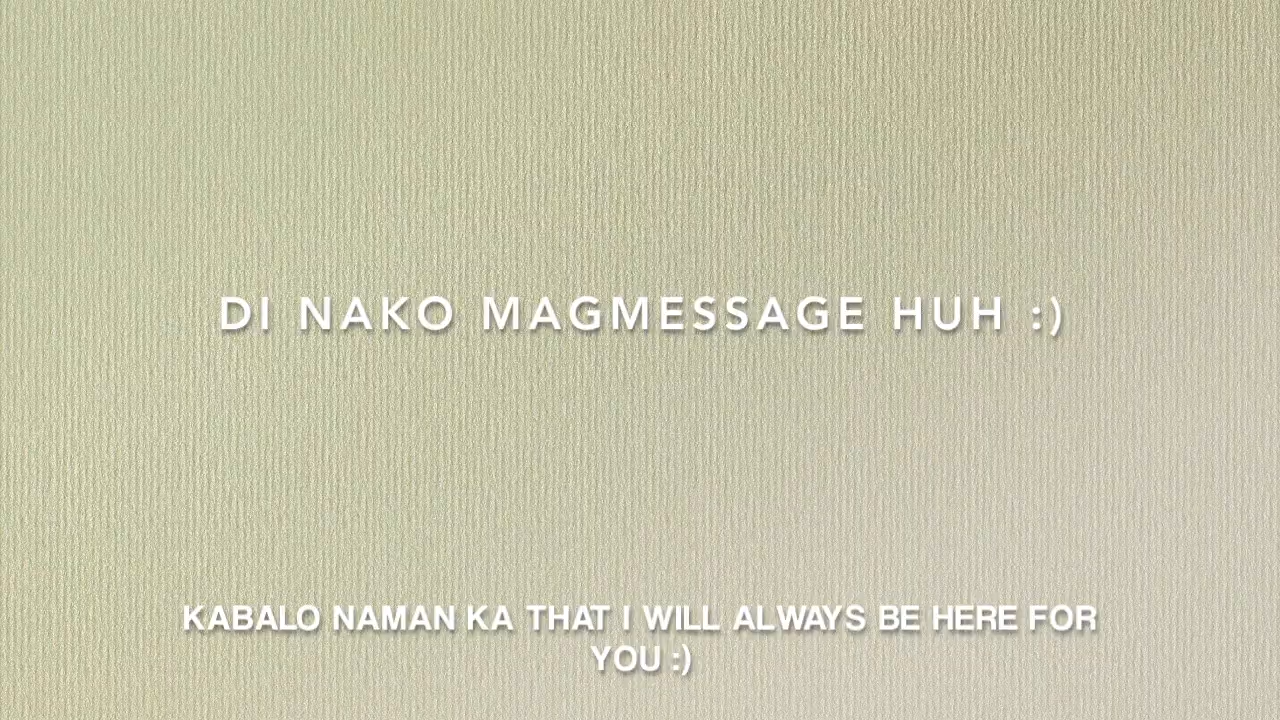 DI NAKO MAGMESSAGE HUH :)
KABALO NAMAN KA THAT I WILL ALWAYS BE HERE FOR
YOU :)